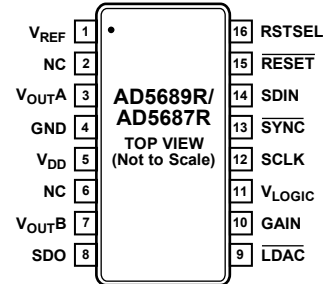 VREF 1
NC 2
VOUTA 3
GND 4
VDD 5
NC 6
VOUTB 7
SDO 8
AD5689R/
AD5687R
TOP VIEW
(Not to Scale)
16 RSTSEL
15 RESET
14 SDIN
13 SYNC
12 SCLK
11 VLOGIC
10 GAIN
9 LDAC